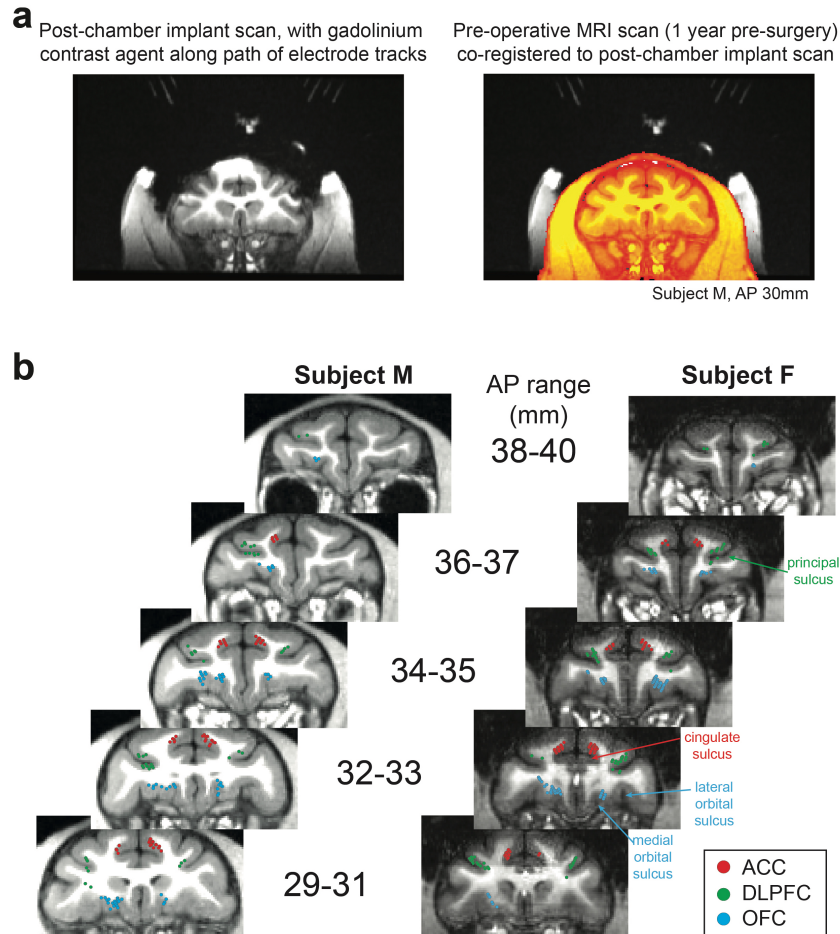 a
Post-chamber implant scan, with gadolinium
contrast agent along path of electrode tracks
Pre-operative MRI scan (1 year pre-surgery)
co-registered to post-chamber implant scan
Subject M, AP 30mm
b
Subject M
AP range
(mm)
Subject F
38-40
36-37
principal
sulcus
34-35
32-33
cingulate
sulcus
lateral
orbital
sulcus
medial
orbital
sulcus
29-31
ACC
DLPFC
OFC